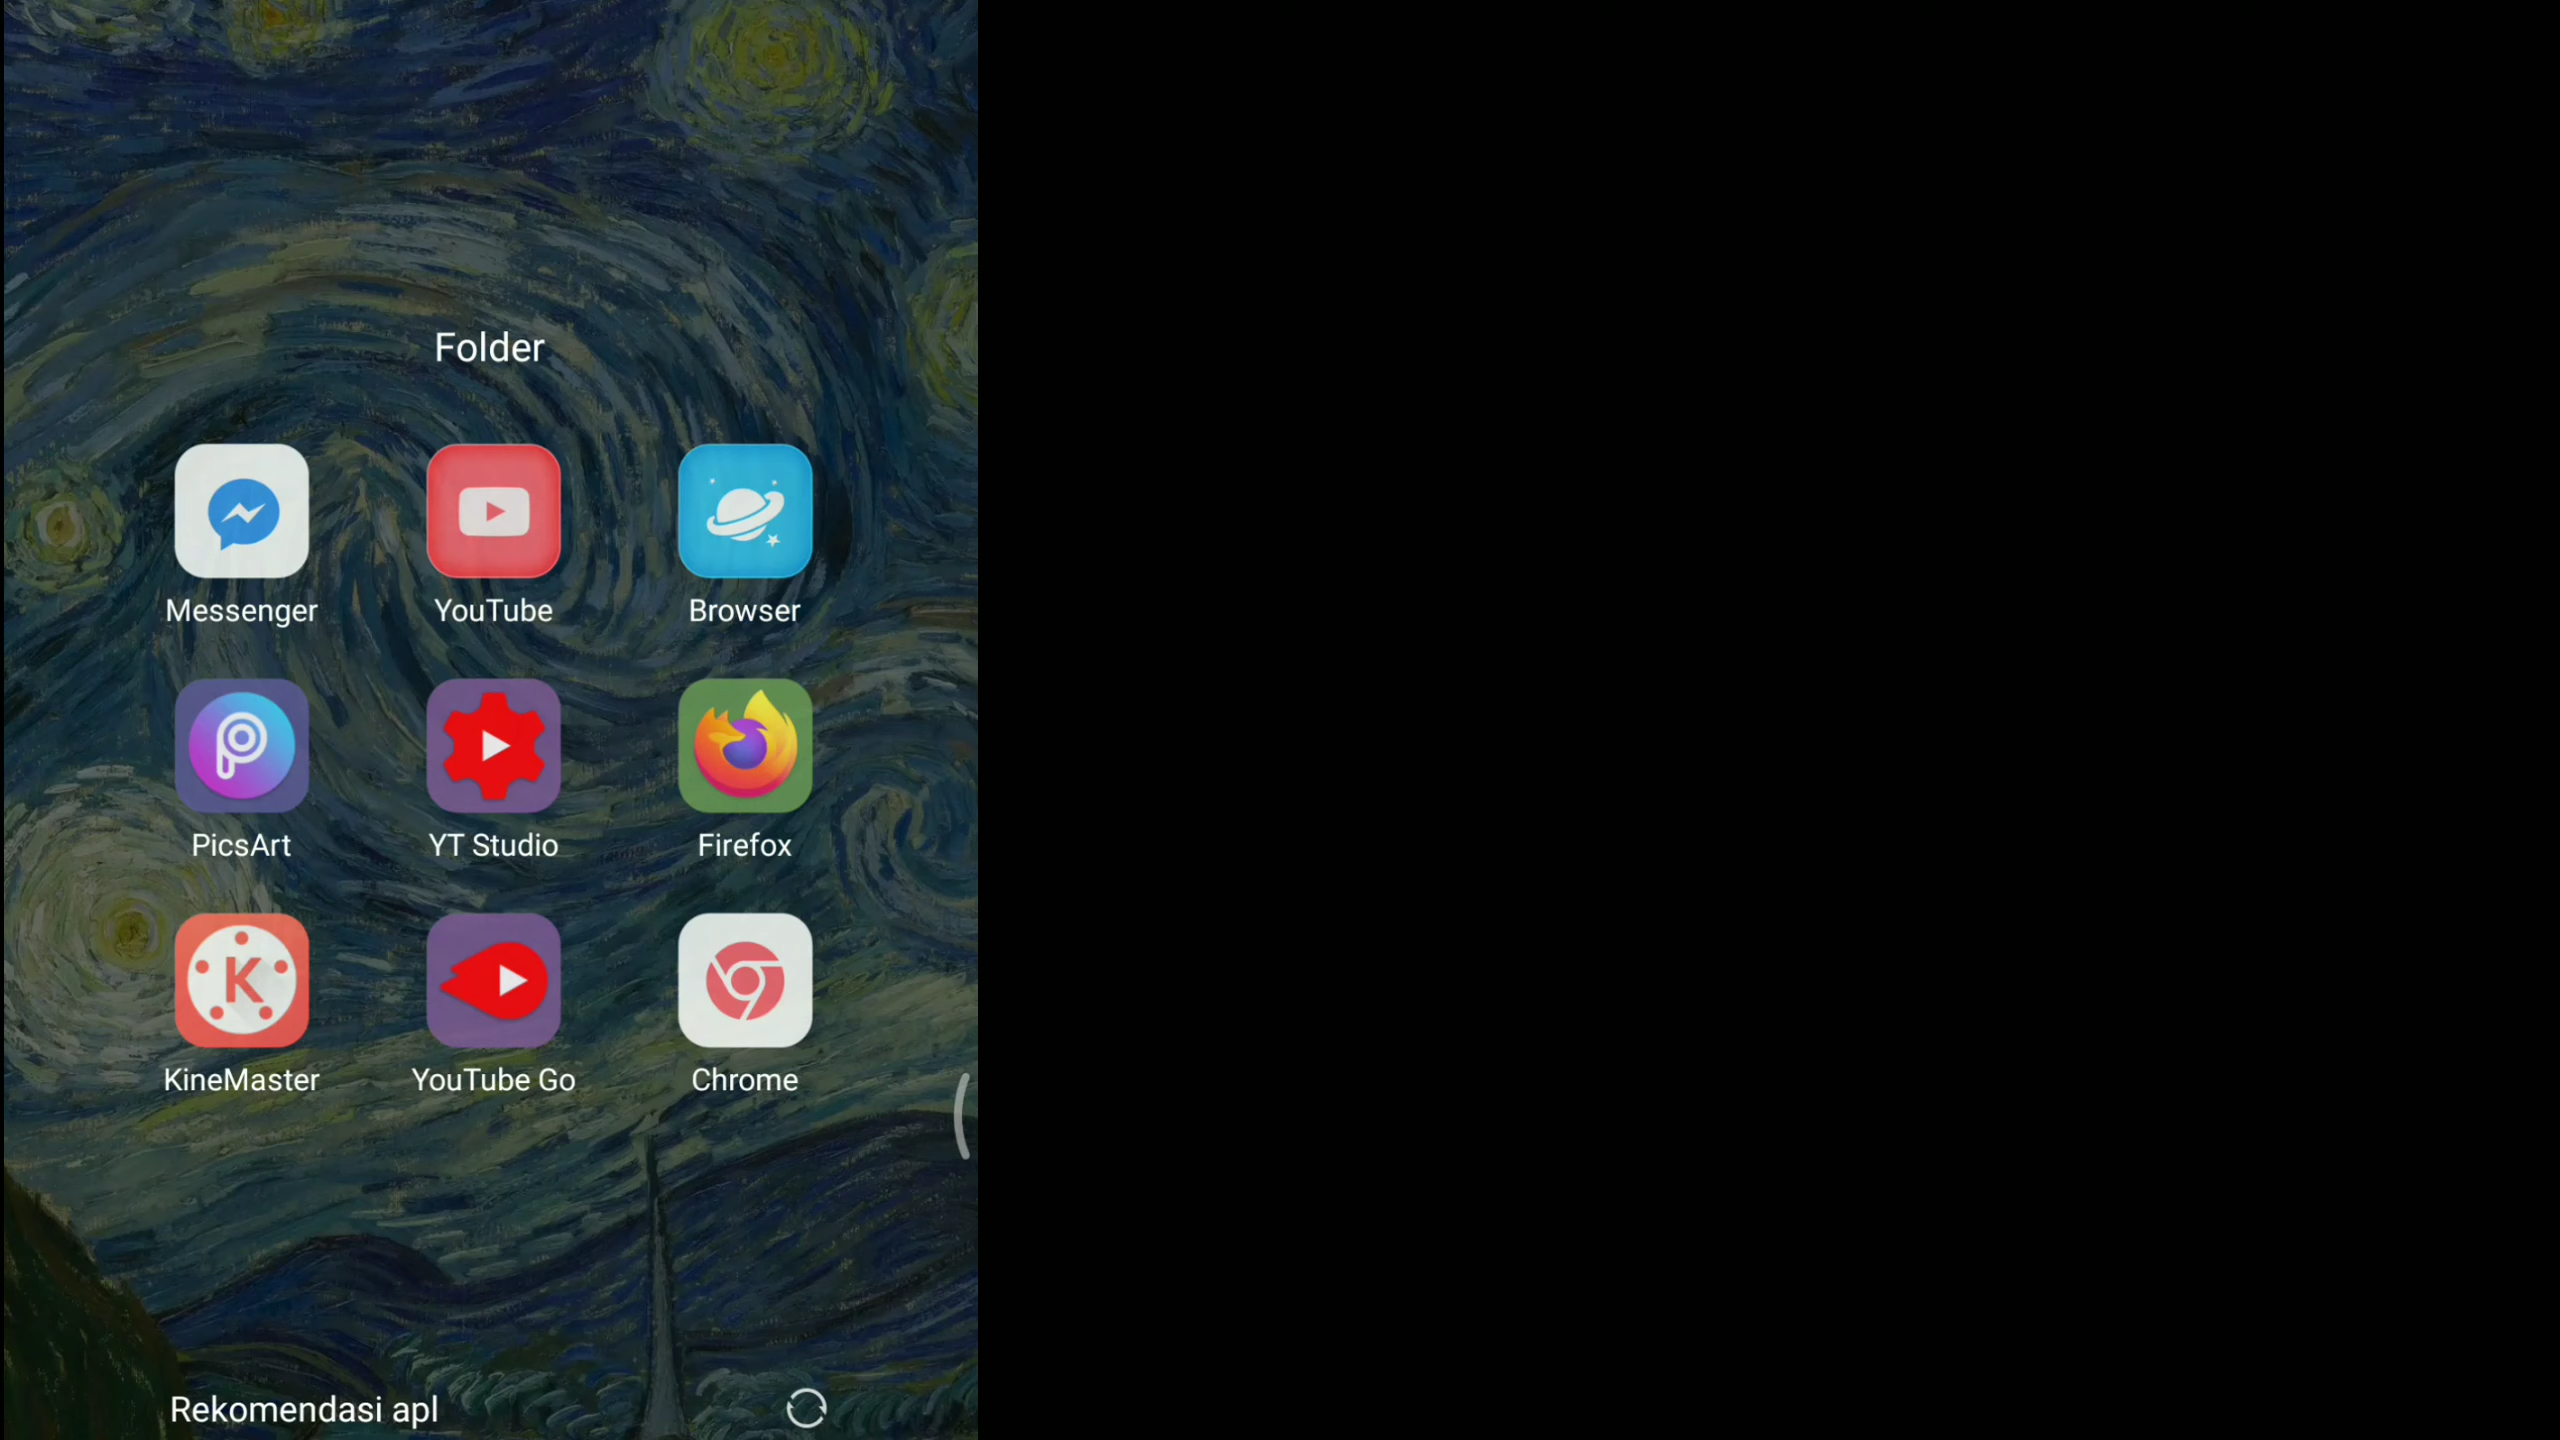 Folder
Messenger
YouTube
Browser
PicsArt
YT Studio
Firefox
KineMaster
YouTube Go
Chrome
Rekomendasi apl